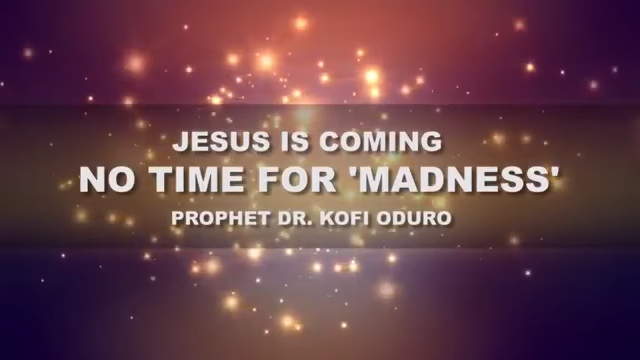 JESUS IS COMING
NO TIME FOR 'MADNESS'
PROPHET DR. KOFI ODURO